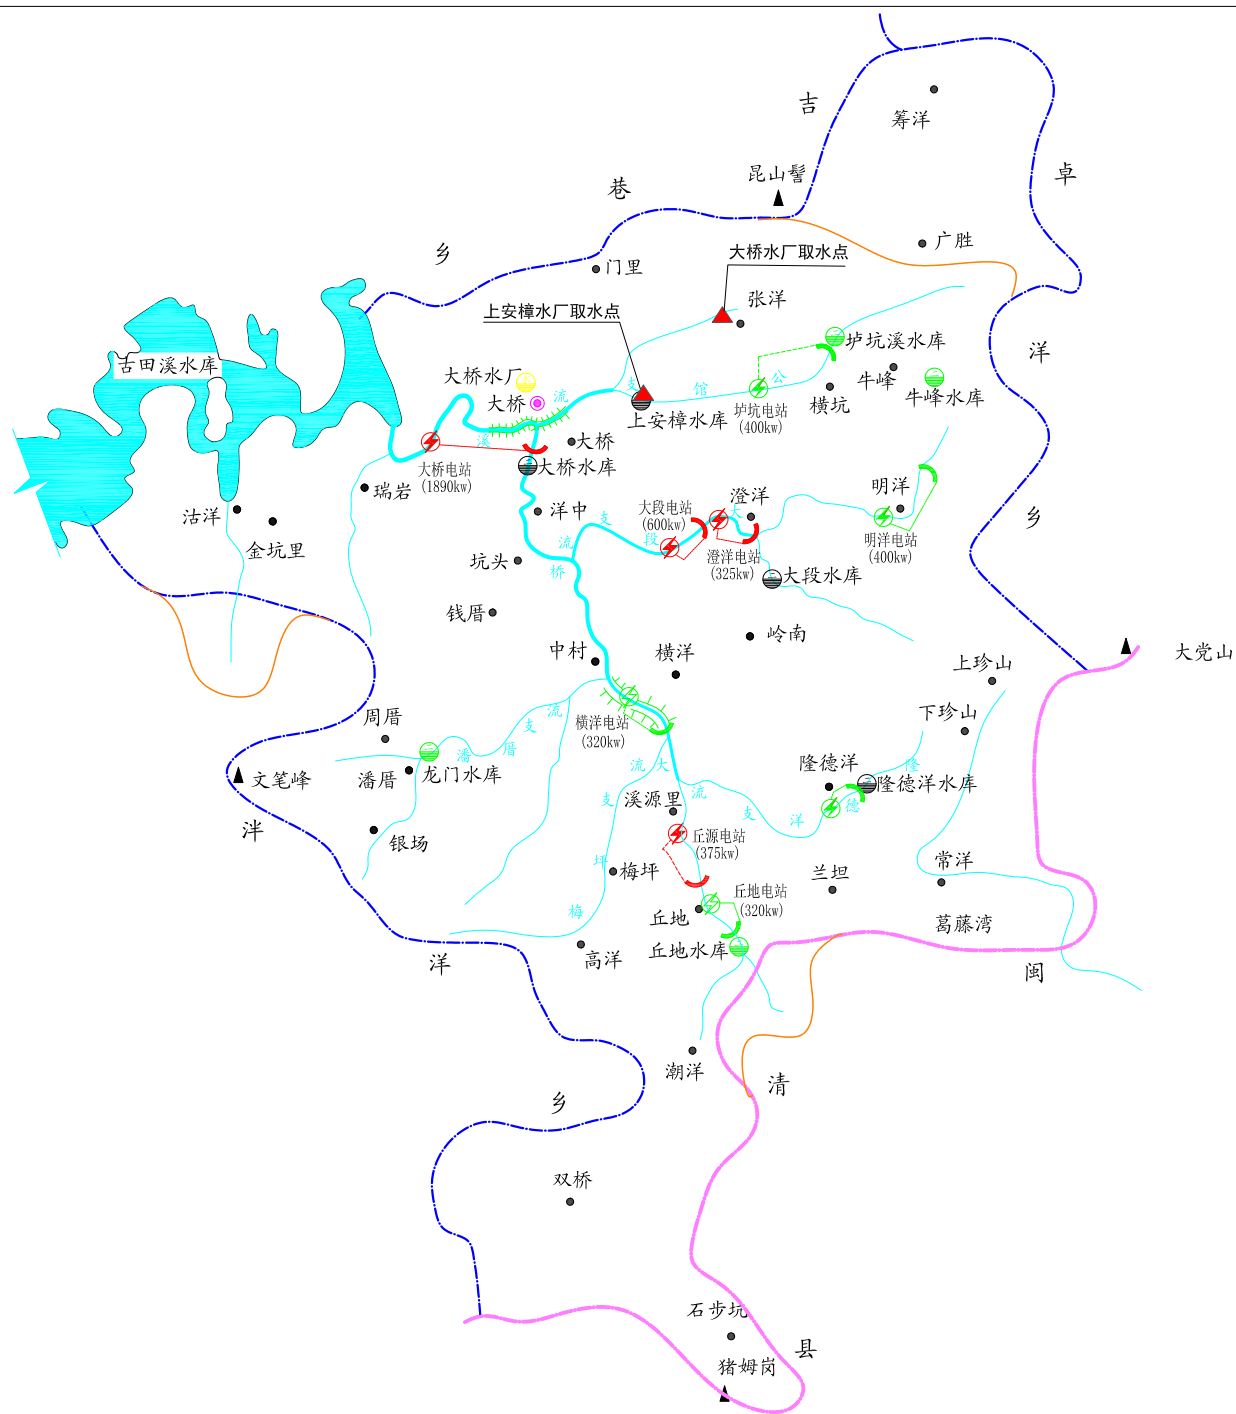 吉
筹洋
昆山髻
卓
巷
乡
广胜
大桥水厂取水点
门里
张洋
上安樟水厂取水点
洋
垆坑溪水库
古田溪水库
牛峰
大桥水厂
牛峰水库
支
公
馆
流
大桥
横坑
上安樟水库
垆坑电站
(400kw)
溪
大桥
大桥水库
大桥电站
(1890kw)
瑞岩
明洋
澄洋
大段电站
(600kw)
大
沽洋
洋中
支
乡
段
流
明洋电站
(400kw)
金坑里
澄洋电站
(325kw)
坑头
桥
大段水库
钱厝
岭南
中村
横洋
大党山
上珍山
周厝
流
支
厝
潘
横洋电站
(320kw)
下珍山
文笔峰
潘厝
龙门水库
流
大
隆德洋
隆
隆德洋水库
溪源里
支
流
支
洋
德
泮
银场
丘源电站
(375kw)
坪
梅坪
兰坦
常洋
丘地电站
(320kw)
梅
丘地
葛藤湾
洋
高洋
丘地水库
闽
潮洋
清
乡
双桥
石步坑
县
猪姆岗